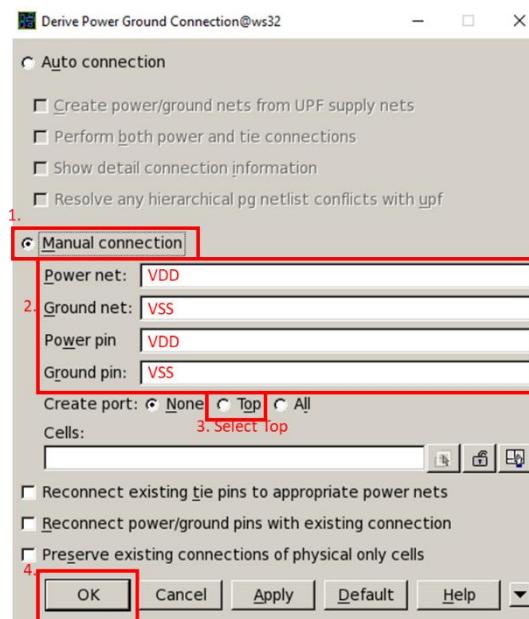 Derive Power Ground Connection@ws32
Auto connection
Create power/ground nets from UPF supply nets
Perform both power and tie connections
Show detail connection information
Resolve any hierarchical pg netlist conflicts with upf
1.
Manual connection
Power net: VDD
2. Ground net: VSS
Power pin VDD
Ground pin: VSS
Create port: None Top All
3. Select Top
Cells:
Reconnect existing tie pins to appropriate power nets
Reconnect power/ground pins with existing connection
Preserve existing connections of physical only cells
4.
OK Cancel Apply Default Help